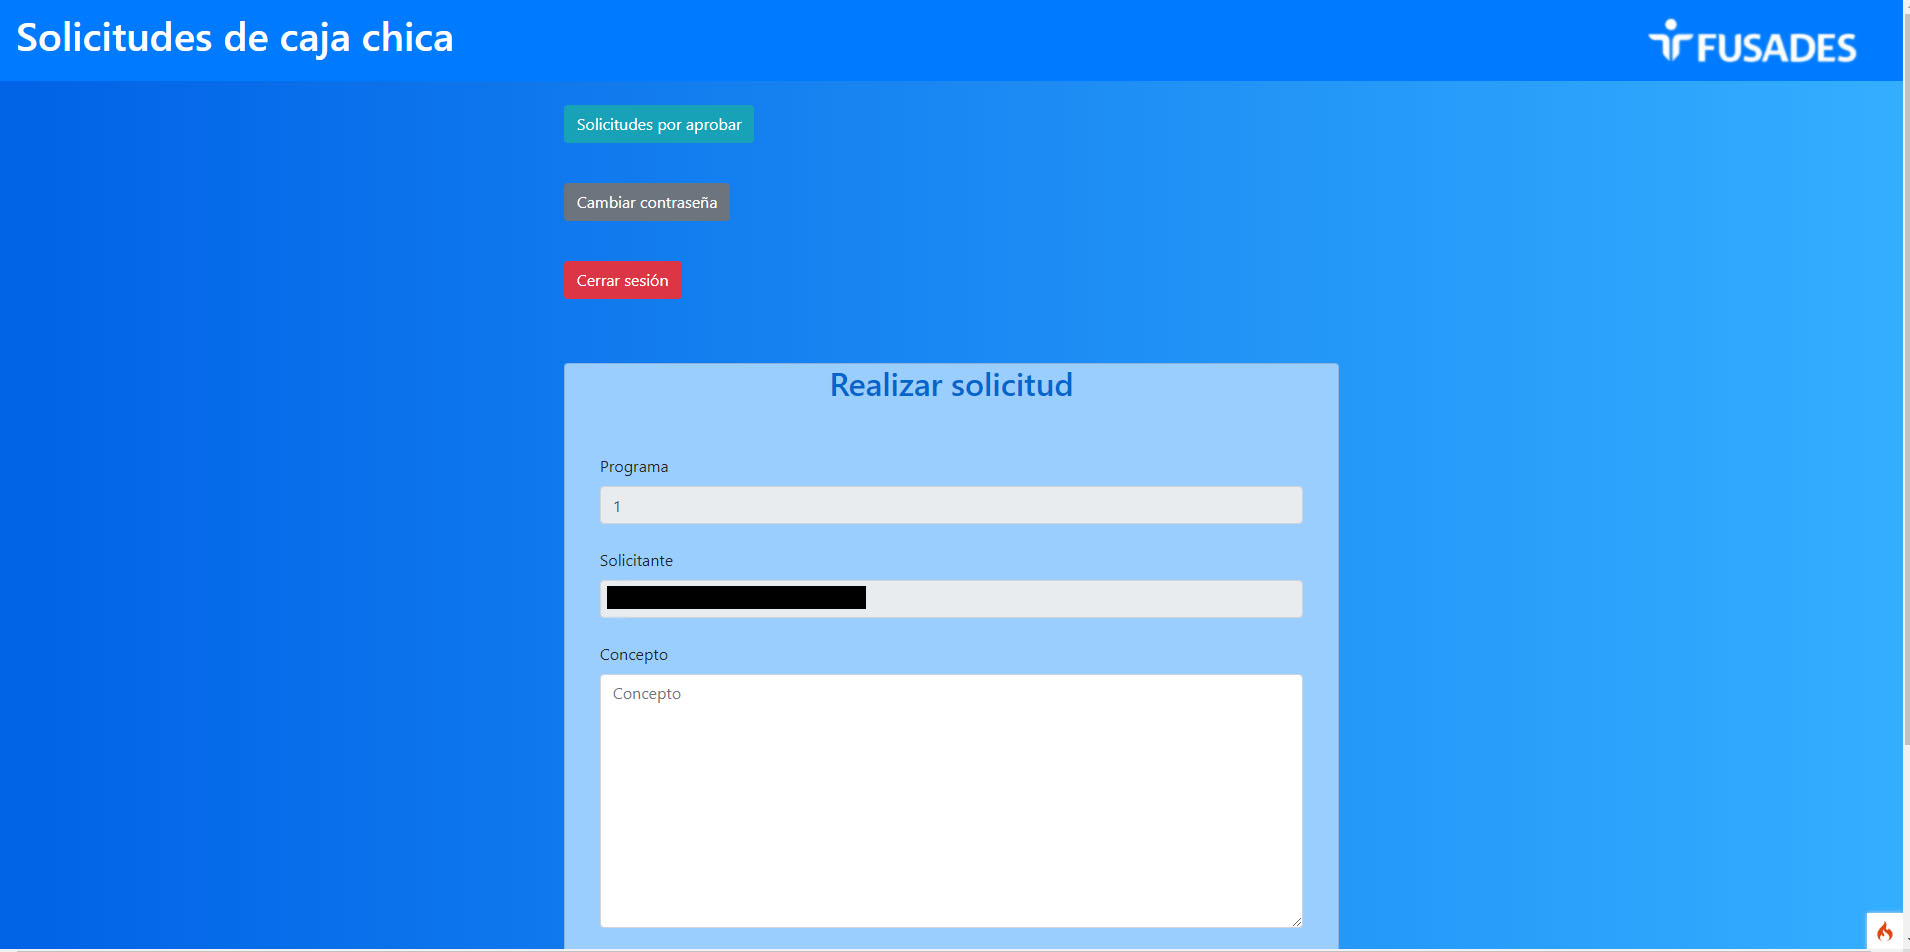 Solicitudes de caja chica
FUSADES
Solicitudes por aprobar
Cambiar contraseña
Cerrar sesión
Realizar solicitud
Programa
1
Solicitante
Concepto
Concepto